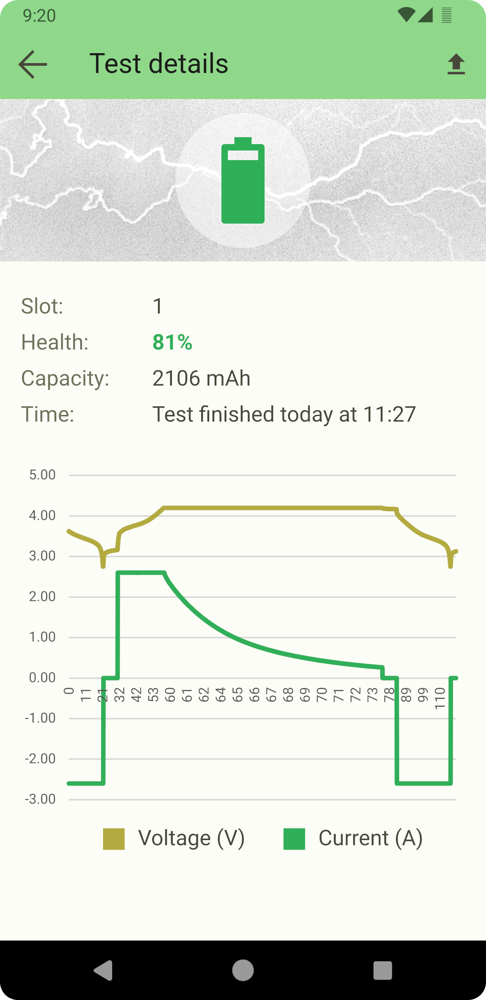 9:20
Test details
Slot: 1
Health: 81%
Capacity: 2106 mAh
Time: Test finished today at 11:27
5.00
4.00
3.00
2.00
1.00
0.00
0 11 21 32 42 53 60 61 62 64 65 66 67 68 69 70 71 72 73 78 89 99 110
-1.00
-2.00
-3.00
Voltage (V) Current (A)